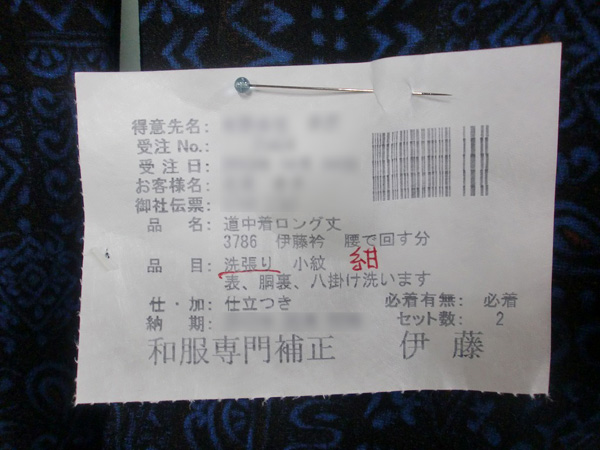 得意先名:
受注No.:
受注日:
お客様名:
御社伝票:
品　名: 道中着ロング丈
3786　伊藤衿　腰で回す分
品　目: 洗張り　小紋　紺
表、胴裏、八掛け洗います
仕・加: 仕立つき　必着有無: 必着
納　期:　セット数: 2
和服専門補正　伊　藤